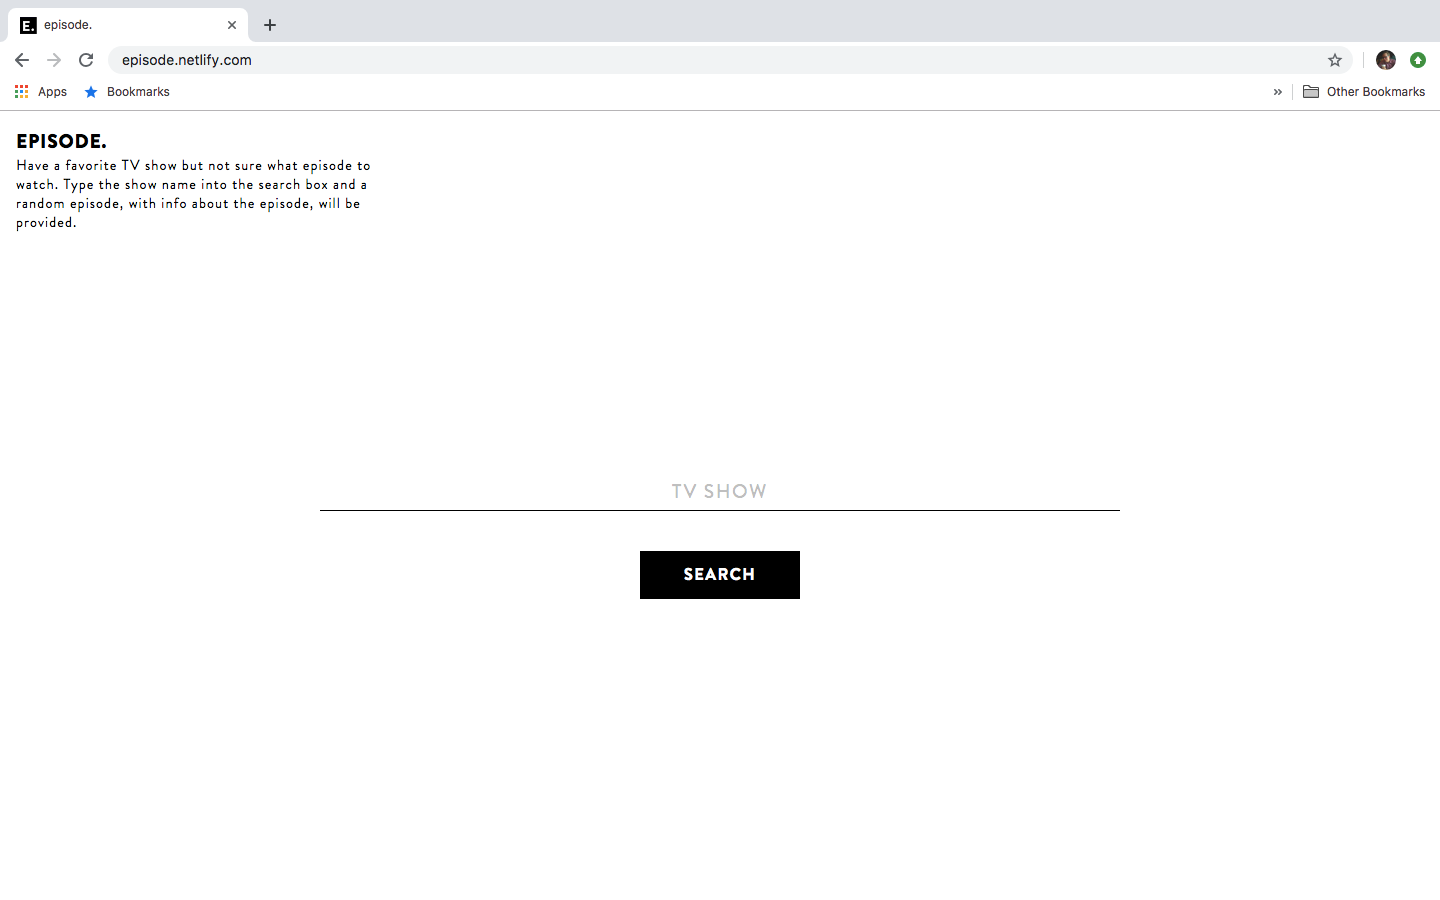 E. episode.
episode.netlify.com
Apps Bookmarks » Other Bookmarks
EPISODE.
Have a favorite TV show but not sure what episode to
watch. Type the show name into the search box and a
random episode, with info about the episode, will be
provided.
TV SHOW
SEARCH